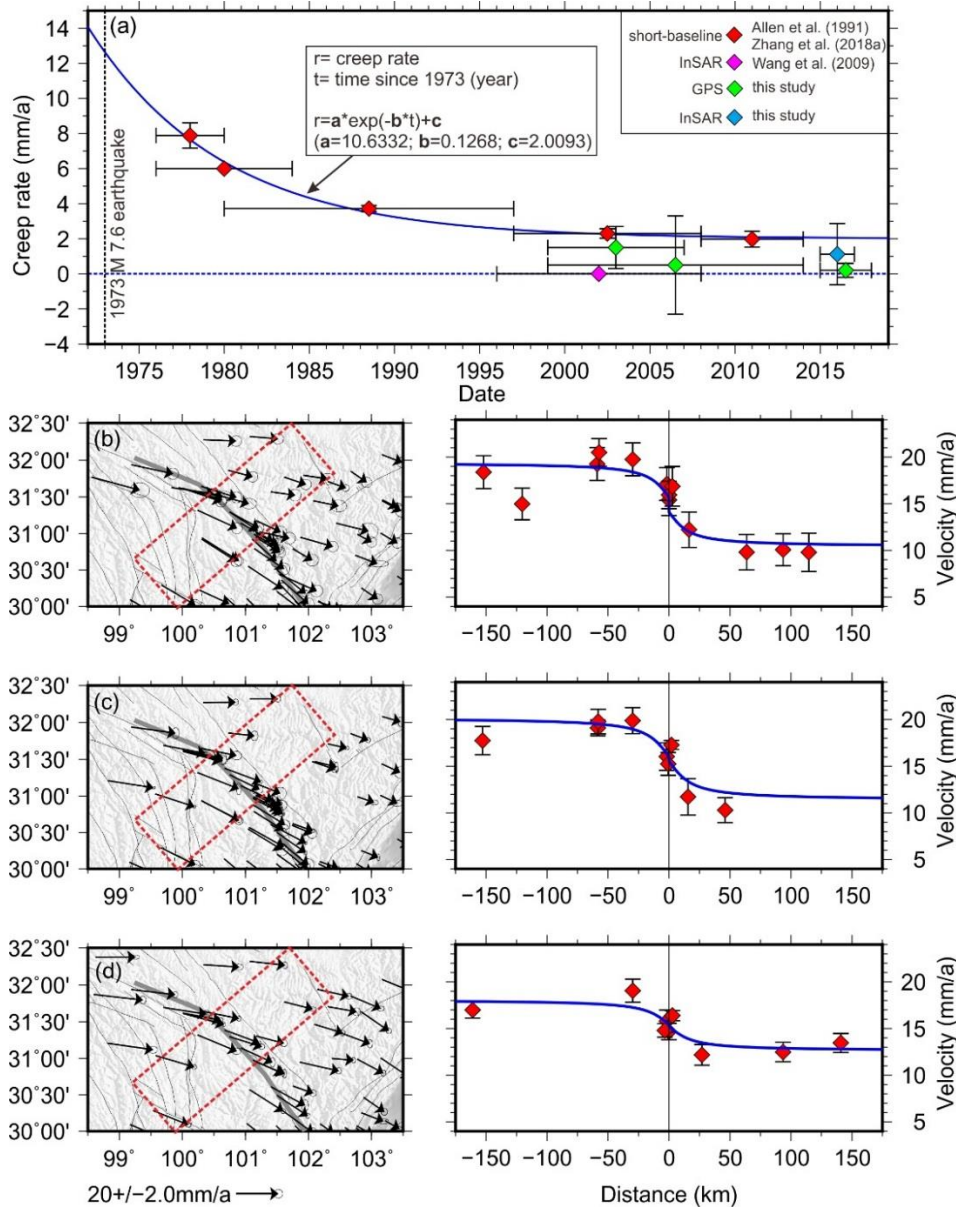 (a)
14
12
10
8
6
4
2
0
−2
−4
Creep rate (mm/a)
1973 M 7.6 earthquake
r= creep rate
t= time since 1973 (year)
r=a*exp(-b*t)+c
(a=10.6332; b=0.1268; c=2.0093)
short-baseline Allen et al. (1991)
Zhang et al. (2018a)
InSAR Wang et al. (2009)
GPS this study
InSAR this study
1975 1980 1985 1990 1995 2000 2005 2010 2015
Date
(b)
32˚30'
32˚00'
31˚30'
31˚00'
30˚30'
30˚00'
99˚ 100˚ 101˚ 102˚ 103˚
20
15
10
5
Velocity (mm/a)
−150 −100 −50 0 50 100 150
(c)
32˚30'
32˚00'
31˚30'
31˚00'
30˚30'
30˚00'
99˚ 100˚ 101˚ 102˚ 103˚
20
15
10
5
Velocity (mm/a)
−150 −100 −50 0 50 100 150
(d)
32˚30'
32˚00'
31˚30'
31˚00'
30˚30'
30˚00'
99˚ 100˚ 101˚ 102˚ 103˚
20
15
10
5
Velocity (mm/a)
−150 −100 −50 0 50 100 150
20+/−2.0mm/a
Distance (km)